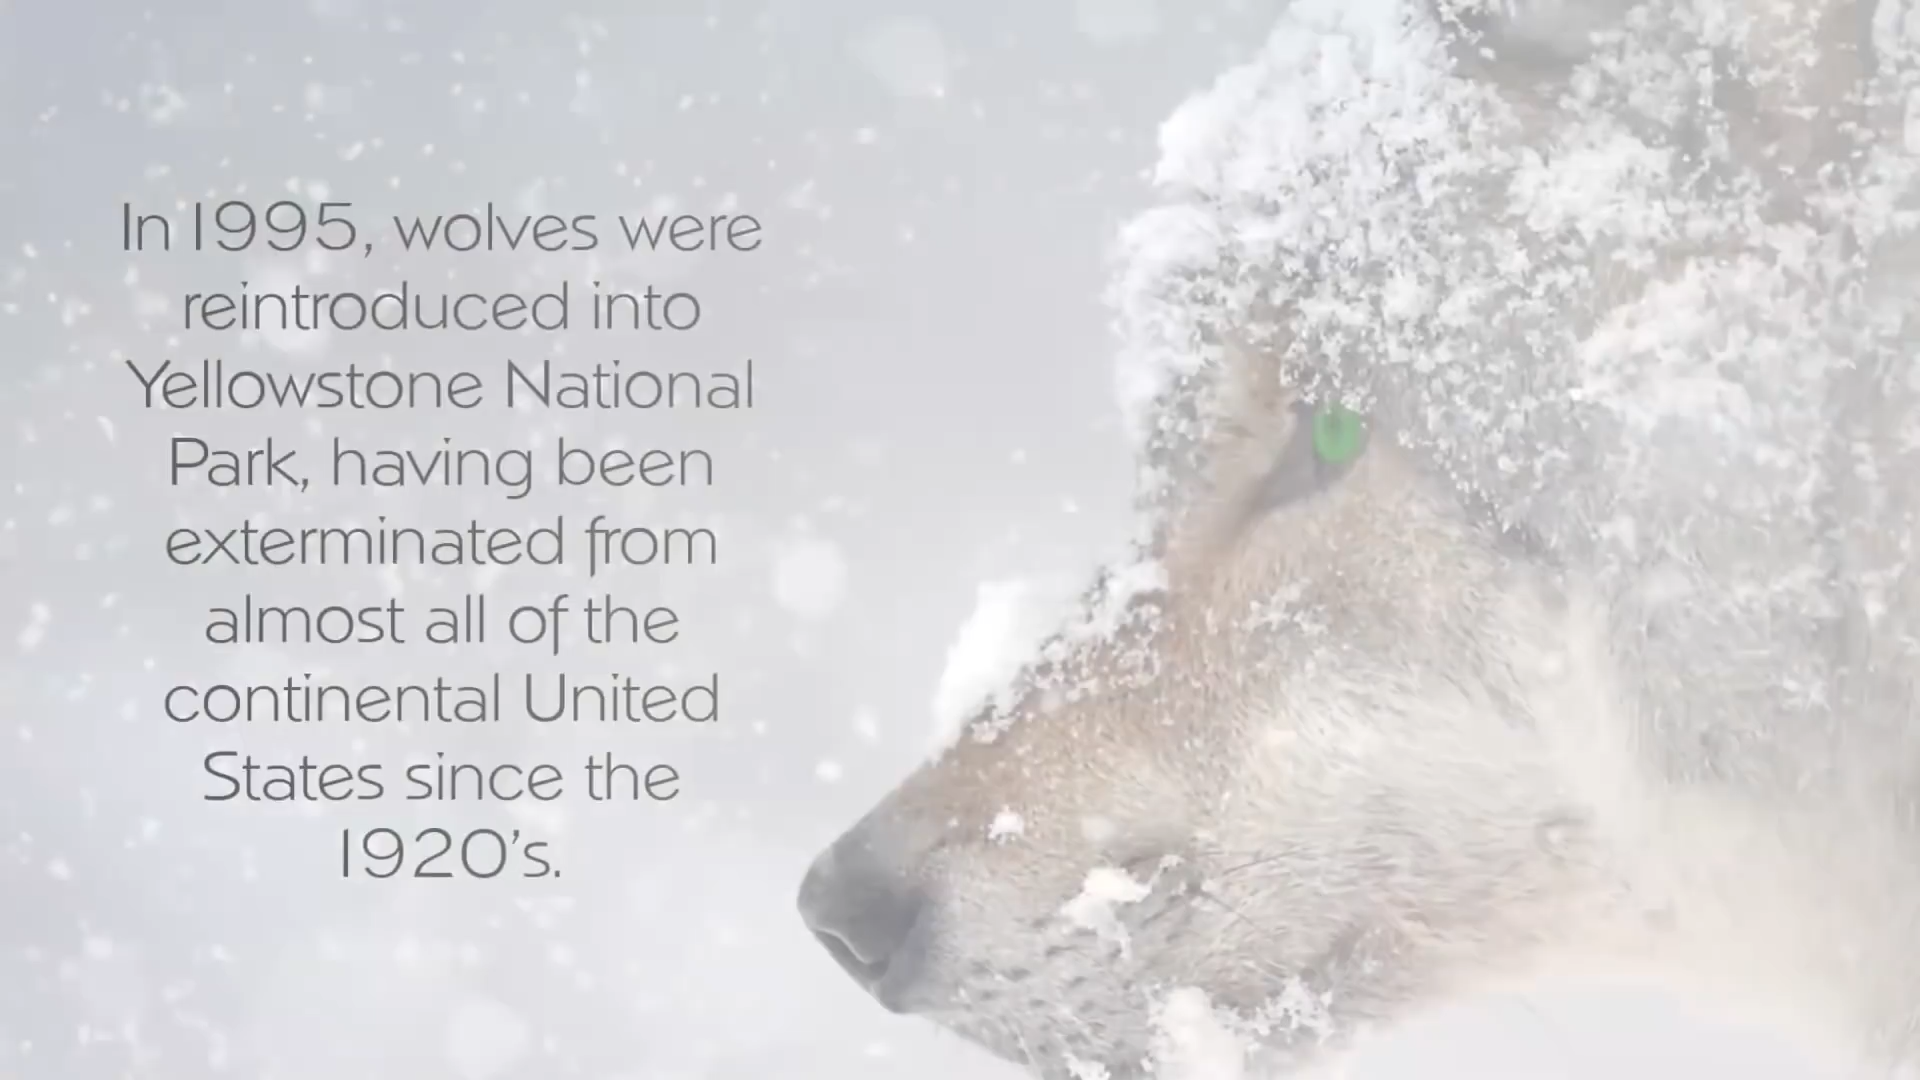 In 1995, wolves were
reintroduced into
Yellowstone National
Park, having been
exterminated from
almost all of the
continental United
States since the
1920's.